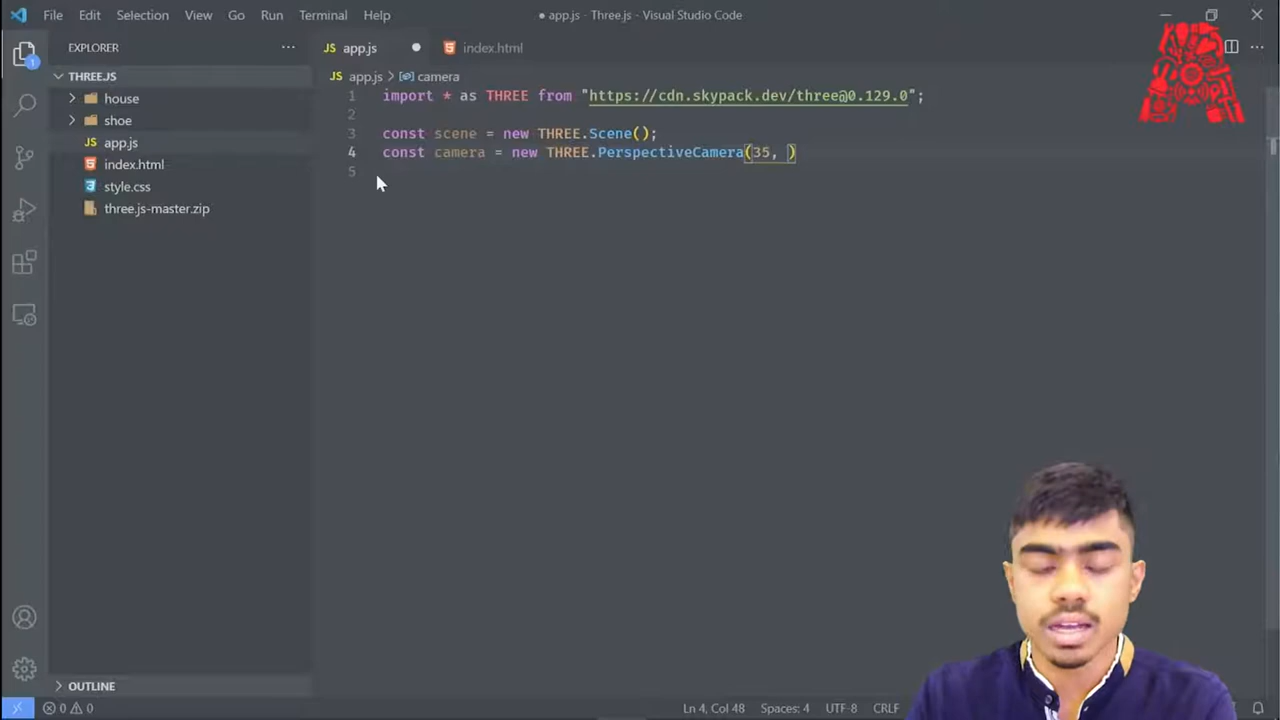 File Edit Selection View Go Run Terminal Help
● app.js - Three.js - Visual Studio Code
EXPLORER
JS app.js
index.html
THREE.JS
JS app.js > camera
house
shoe
JS app.js
index.html
style.css
three.js-master.zip
1
1 import * as THREE from "https://cdn.skypack.dev/three@0.129.0";
2
3 const scene = new THREE.Scene();
4 const camera = new THREE.PerspectiveCamera(35, )
5
OUTLINE
0 0
Ln 4, Col 48 Spaces: 4 UTF-8 CRLF